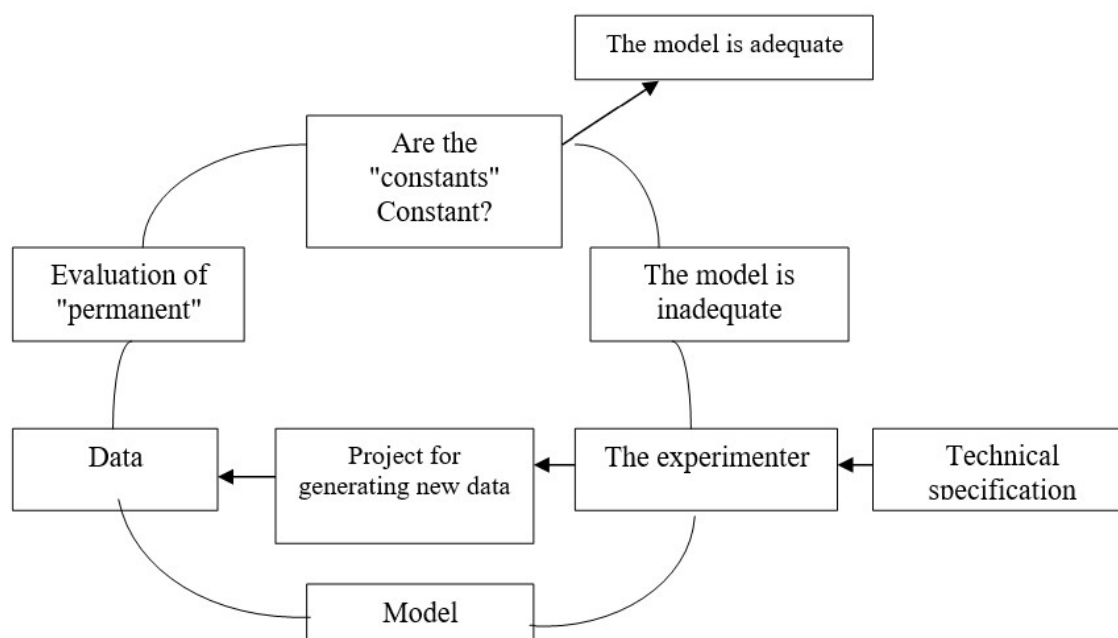 The model is adequate
Are the
"constants"
Constant?
Evaluation of
"permanent"
The model is
inadequate
Data
Project for
generating new data
The experimenter
Technical
specification
Model